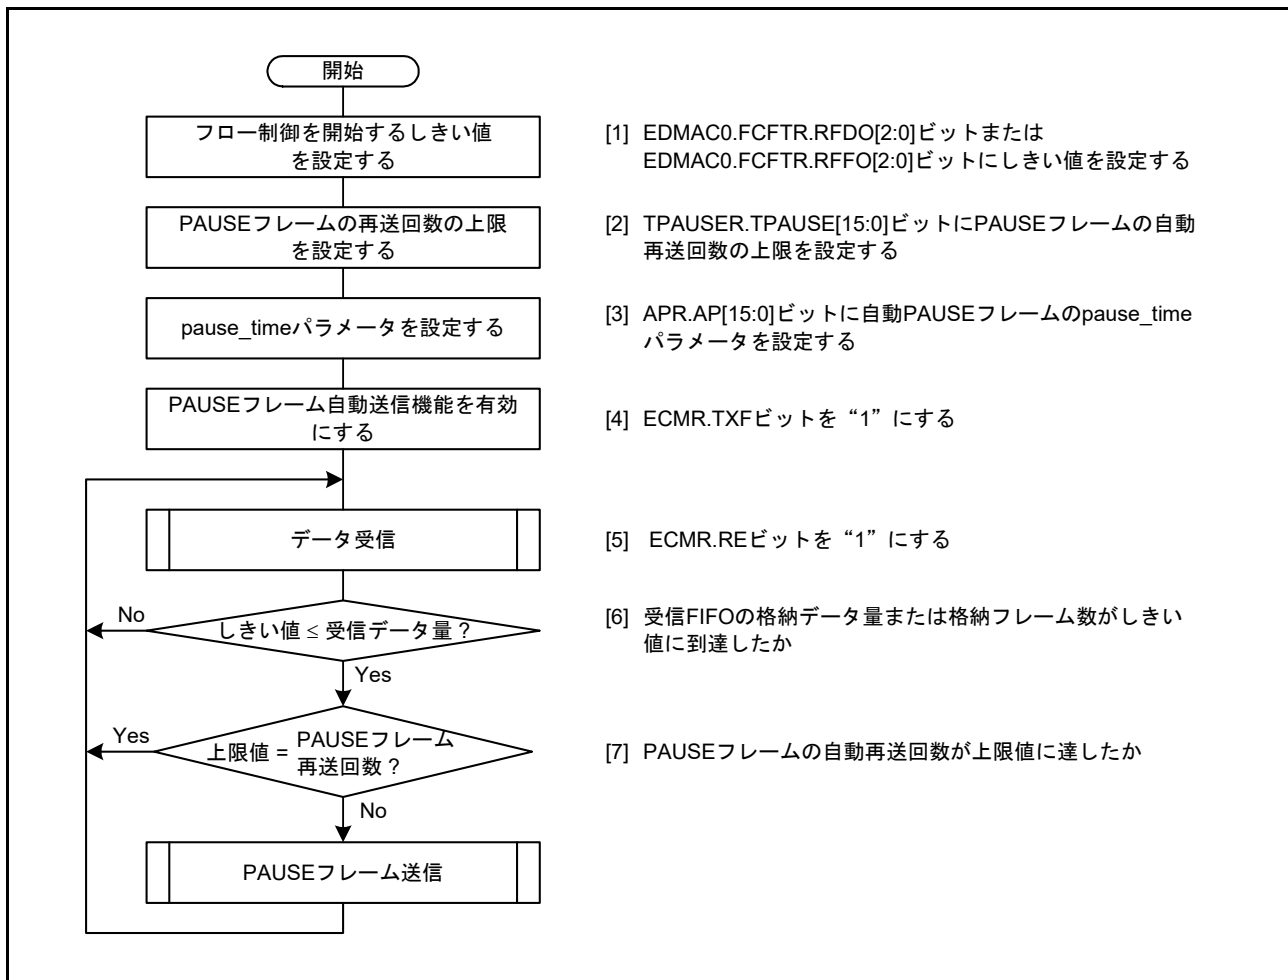 開始
フロー制御を開始するしきい値
を設定する
[1] EDMAC0.FCFTR.RFDO[2:0]ビットまたは
EDMAC0.FCFTR.RFFO[2:0]ビットにしきい値を設定する
PAUSEフレームの再送回数の上限
を設定する
[2] TPAUSER.TPAUSE[15:0]ビットにPAUSEフレームの自動
再送回数の上限を設定する
pause_timeパラメータを設定する
[3] APR.AP[15:0]ビットに自動PAUSEフレームのpause_time
パラメータを設定する
PAUSEフレーム自動送信機能を有効
にする
[4] ECMR.TXFビットを“1”にする
データ受信
[5] ECMR.REビットを“1”にする
No
しきい値 ≤ 受信データ量？
[6] 受信FIFOの格納データ量または格納フレーム数がしきい
値に到達したか
Yes
Yes
上限値 = PAUSEフレーム
再送回数？
[7] PAUSEフレームの自動再送回数が上限値に達したか
No
PAUSEフレーム送信